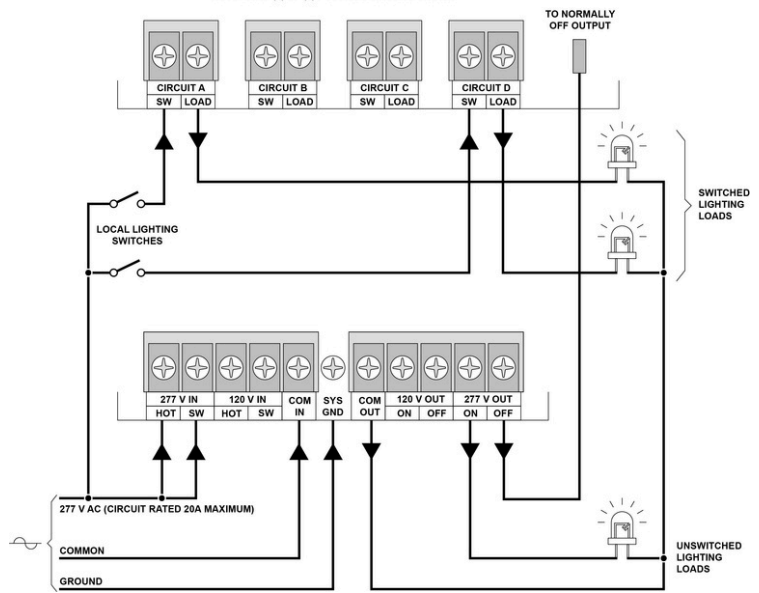 TO NORMALLY
OFF OUTPUT
CIRCUIT A
CIRCUIT B
CIRCUIT C
CIRCUIT D
SW LOAD
SW LOAD
SW LOAD
SW LOAD
SWITCHED
LIGHTING
LOADS
LOCAL LIGHTING
SWITCHES
277 V IN
120 V IN
COM
IN
SYS
GND
COM
OUT
120 V OUT
277 V OUT
HOT SW
HOT SW
ON OFF
ON OFF
277 V AC (CIRCUIT RATED 20A MAXIMUM)
COMMON
GROUND
UNSWITCHED
LIGHTING
LOADS